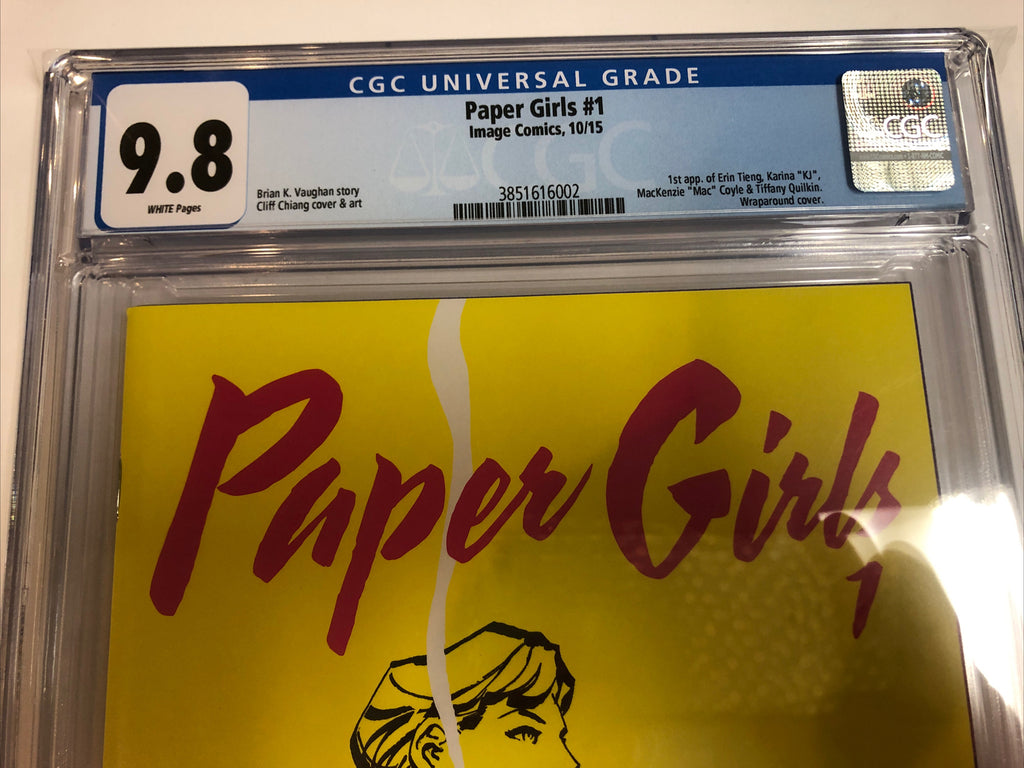 CGC UNIVERSAL GRADE
9.8
WHITE Pages
Paper Girls #1
Image Comics, 10/15
Brian K. Vaughan story
Cliff Chiang cover & art
CGC
3851616002
1st app. of Erin Tieng, Karina "KJ",
MacKenzie "Mac" Coyle & Tiffany Quilkin.
Wraparound cover.
CGC
Paper Girls
1